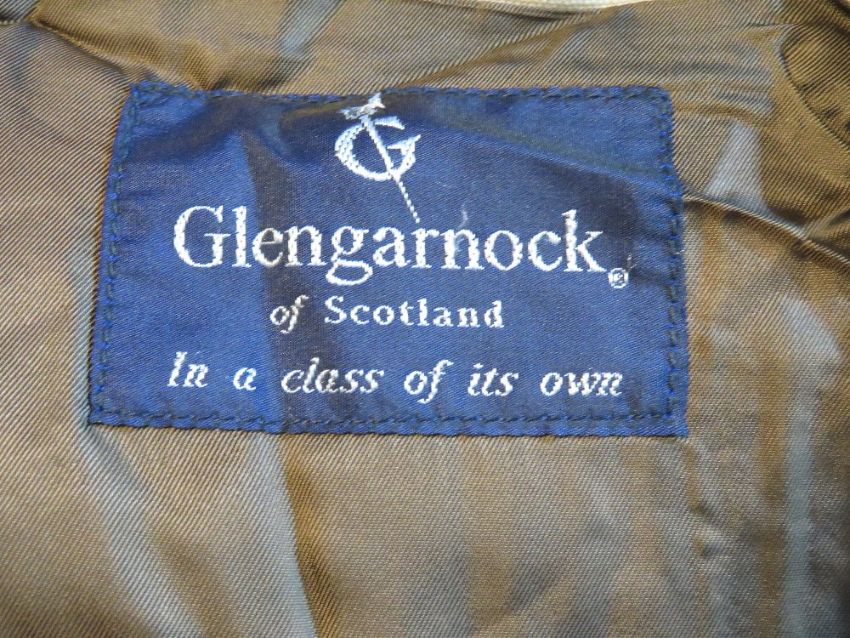 G
Glengarnock®
of Scotland
In a class of its own